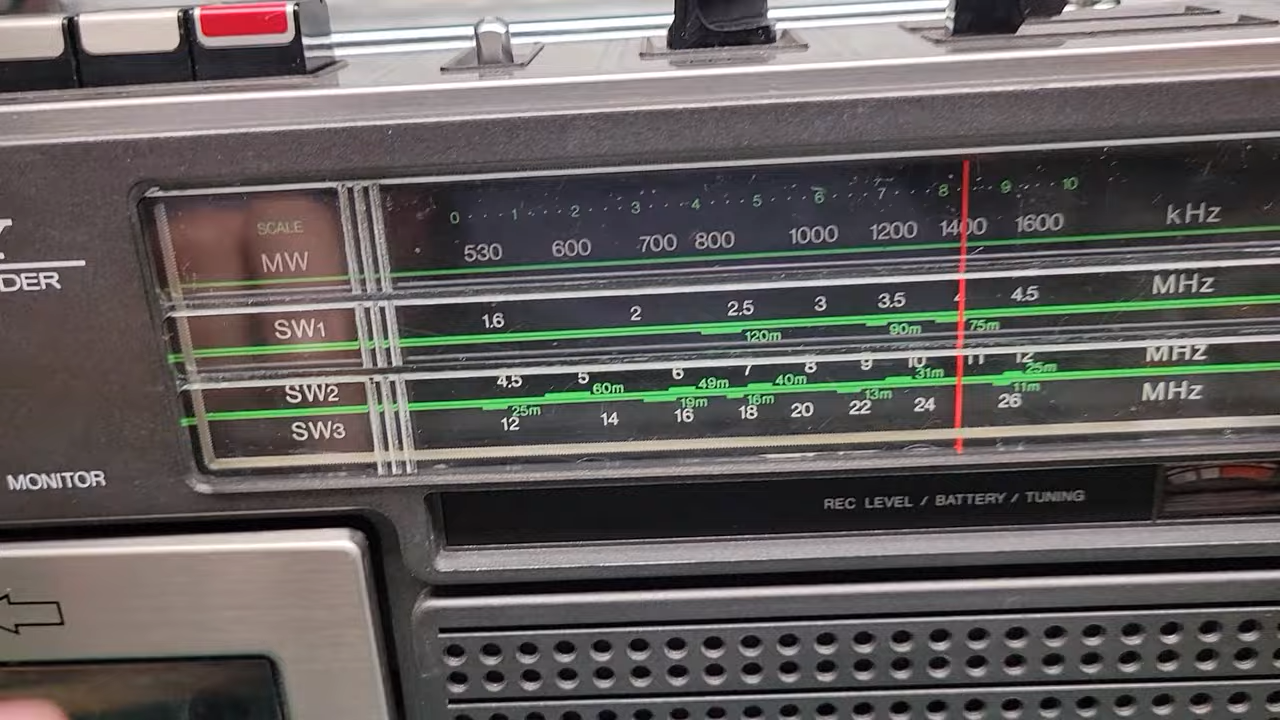 0 1 2 3 4 5 6 7 8 9 10
SCALE
MW 530 600 700 800 1000 1200 1400 1600 kHz
DER
SW1 1.6 2 2.5 3 3.5 4 4.5 MHz
120m 90m 75m
SW2 4.5 5 6 7 8 9 10 11 12 MHz
60m 49m 40m 31m 25m
25m 19m 16m 13m 11m
SW3 12 14 16 18 20 22 24 26 MHz
MONITOR
REC LEVEL / BATTERY / TUNING